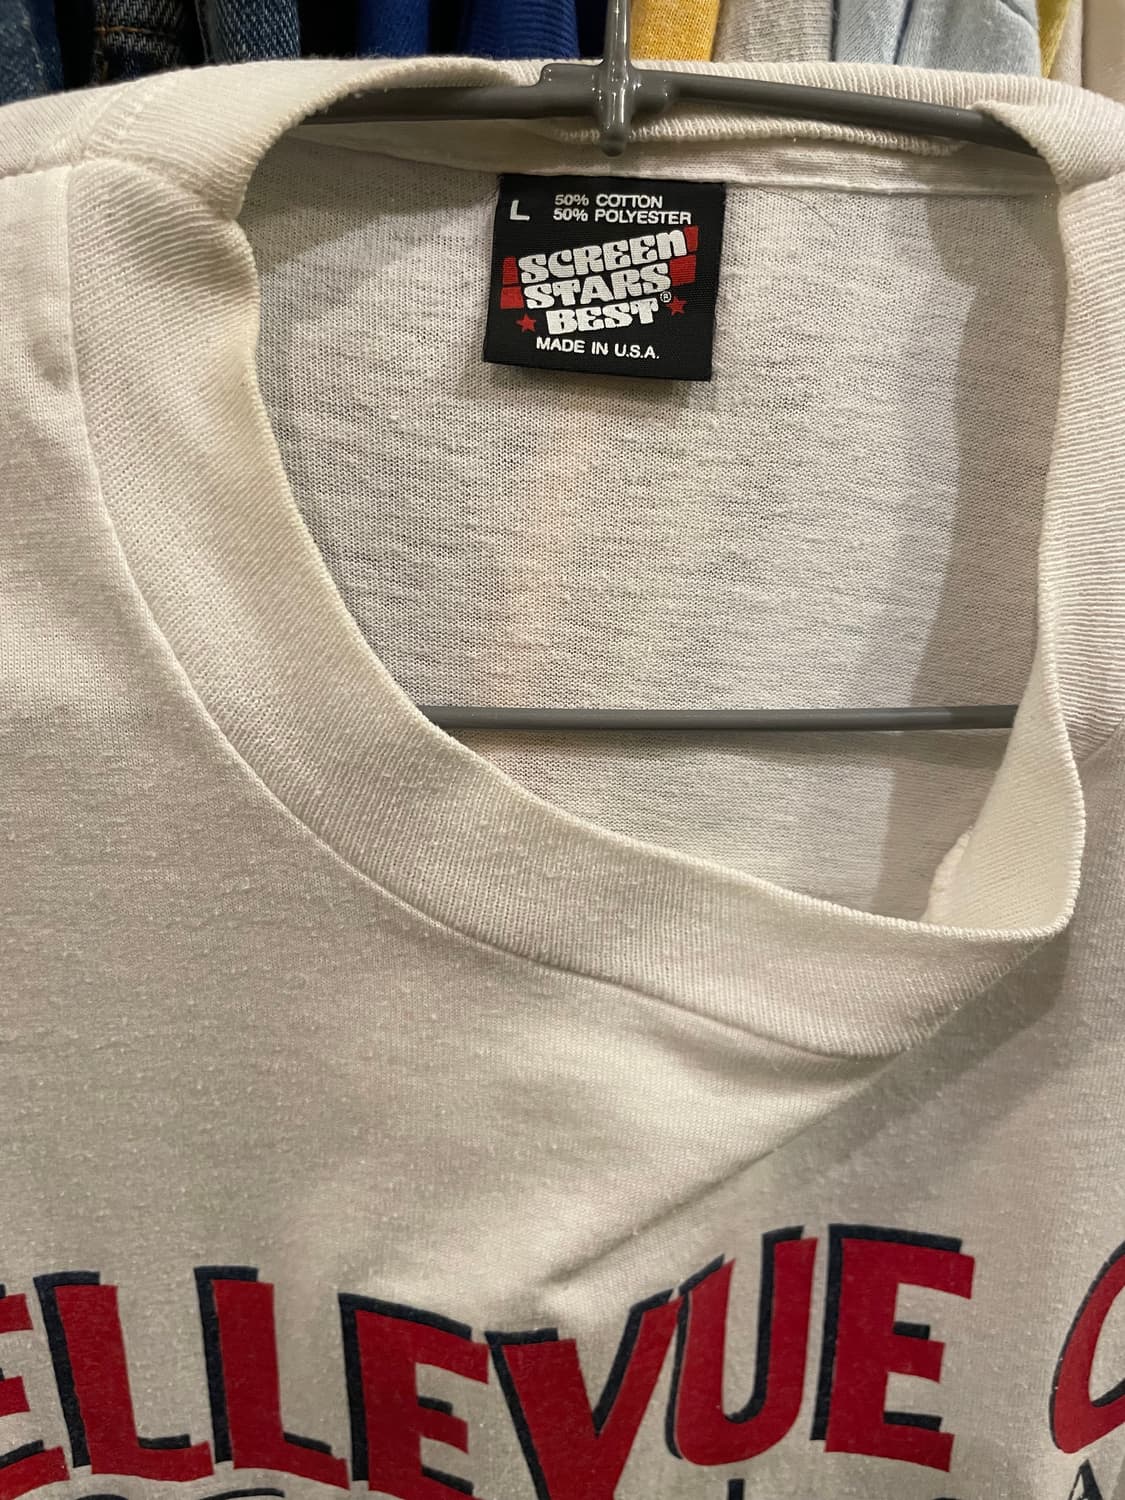 L
50% COTTON
50% POLYESTER
SCREEN
STARS
BEST®
MADE IN U.S.A.
ELLEVUE